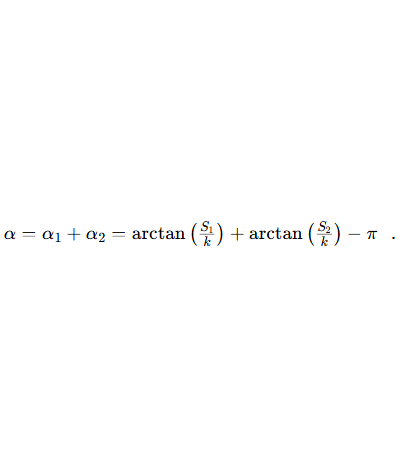 α = α₁ + α₂ = arctan (S₁/k) + arctan (S₂/k) − π .